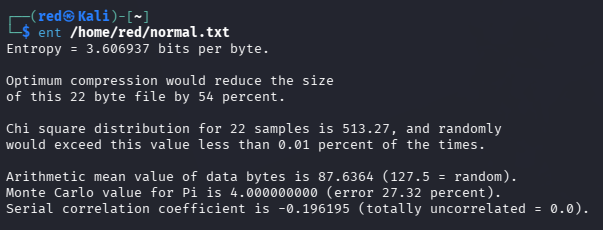 ┌──(red㉿Kali)-[~]
└─$ ent /home/red/normal.txt
Entropy = 3.606937 bits per byte.
Optimum compression would reduce the size
of this 22 byte file by 54 percent.
Chi square distribution for 22 samples is 513.27, and randomly
would exceed this value less than 0.01 percent of the times.
Arithmetic mean value of data bytes is 87.6364 (127.5 = random).
Monte Carlo value for Pi is 4.000000000 (error 27.32 percent).
Serial correlation coefficient is -0.196195 (totally uncorrelated = 0.0).